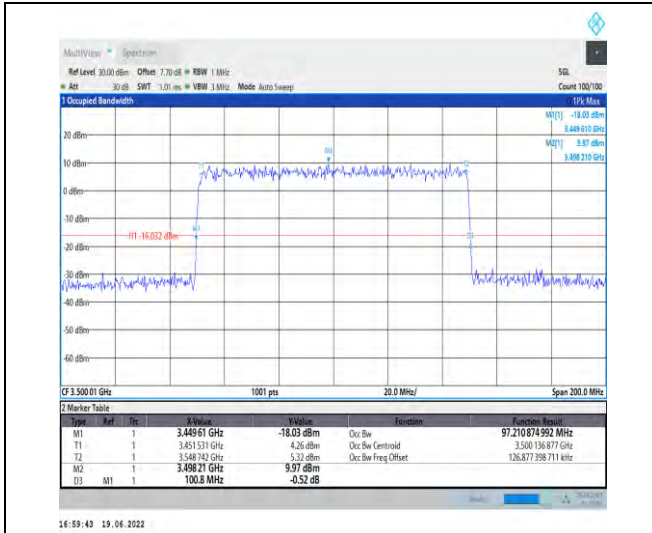 MultiView Spectrum
Ref Level 30.00 dBm Offset 7.70 dB RBW 1 MHz SGL
Att 30 dB SWT 1.01 ms VBW 3 MHz Mode Auto Sweep Count 100/100
1 Occupied Bandwidth 1Pk Max
M1[1] -18.03 dBm
3.449 610 GHz
M2[1] 9.97 dBm
3.498 210 GHz
20 dBm
M2
10 dBm
T1
0 dBm
-10 dBm
H1 -16.032 dBm
M1
D3
-20 dBm
-30 dBm
-40 dBm
-50 dBm
-60 dBm
CF 3.500 01 GHz 1001 pts 20.0 MHz/ Span 200.0 MHz
2 Marker Table
Type Ref Trc X-Value Y-Value Function Function Result
M1 1 3.449 61 GHz -18.03 dBm Occ Bw 97.210 874 992 MHz
T1 1 3.451 531 GHz 4.26 dBm Occ Bw Centroid 3.500 136 877 GHz
T2 1 3.548 742 GHz 5.32 dBm Occ Bw Freq Offset 126.877 398 711 kHz
M2 1 3.498 21 GHz 9.97 dBm
D3 M1 1 100.8 MHz -0.52 dB
16:59:43 19.06.2022